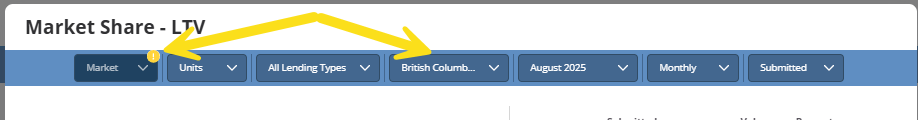 Market Share - LTV
Market Units All Lending Types British Columb... August 2025 Monthly Submitted